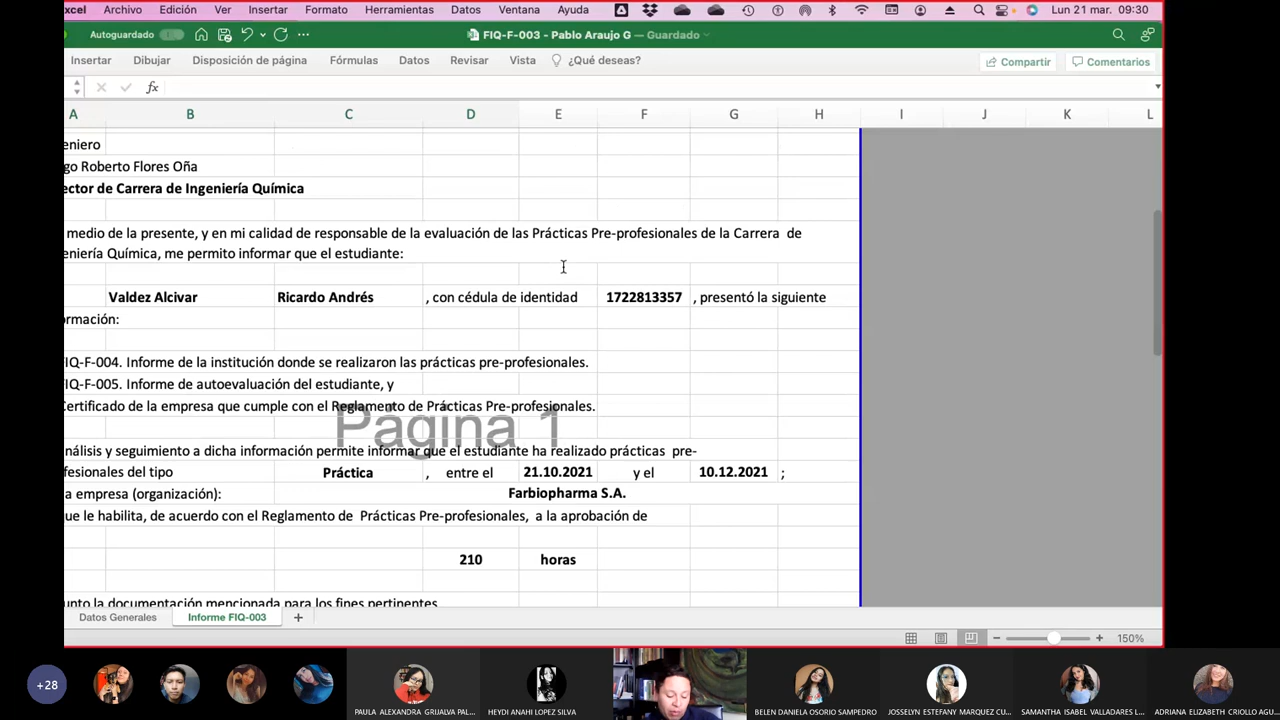 xcel Archivo Edición Ver Insertar Formato Herramientas Datos Ventana Ayuda Lun 21 mar. 09:30
Autoguardado FIQ-F-003 - Pablo Araujo G — Guardado
Insertar Dibujar Disposición de página Fórmulas Datos Revisar Vista ¿Qué deseas? Compartir Comentarios
fx
A B C D E F G H I J K L
eniero
go Roberto Flores Oña
ector de Carrera de Ingeniería Química
medio de la presente, y en mi calidad de responsable de la evaluación de las Prácticas Pre-profesionales de la Carrera de
eniería Química, me permito informar que el estudiante:
Valdez Alcivar Ricardo Andrés , con cédula de identidad 1722813357 , presentó la siguiente
ormación:
FIQ-F-004. Informe de la institución donde se realizaron las prácticas pre-profesionales.
FIQ-F-005. Informe de autoevaluación del estudiante, y
Certificado de la empresa que cumple con el Reglamento de Prácticas Pre-profesionales.
Página 1
análisis y seguimiento a dicha información permite informar que el estudiante ha realizado prácticas pre-
fesionales del tipo Práctica , entre el 21.10.2021 y el 10.12.2021 ;
a empresa (organización): Farbiopharma S.A.
que le habilita, de acuerdo con el Reglamento de Prácticas Pre-profesionales, a la aprobación de
210 horas
unto la documentación mencionada para los fines pertinentes
Datos Generales Informe FIQ-003 +
150%
+28
PAULA ALEXANDRA GRIJALVA PAL... HEYDI ANAHI LOPEZ SILVA BELEN DANIELA OSORIO SAMPEDRO JOSSELYN ESTEFANY MARQUEZ CU... SAMANTHA ISABEL VALLADARES L... ADRIANA ELIZABETH CRIOLLO AGU...